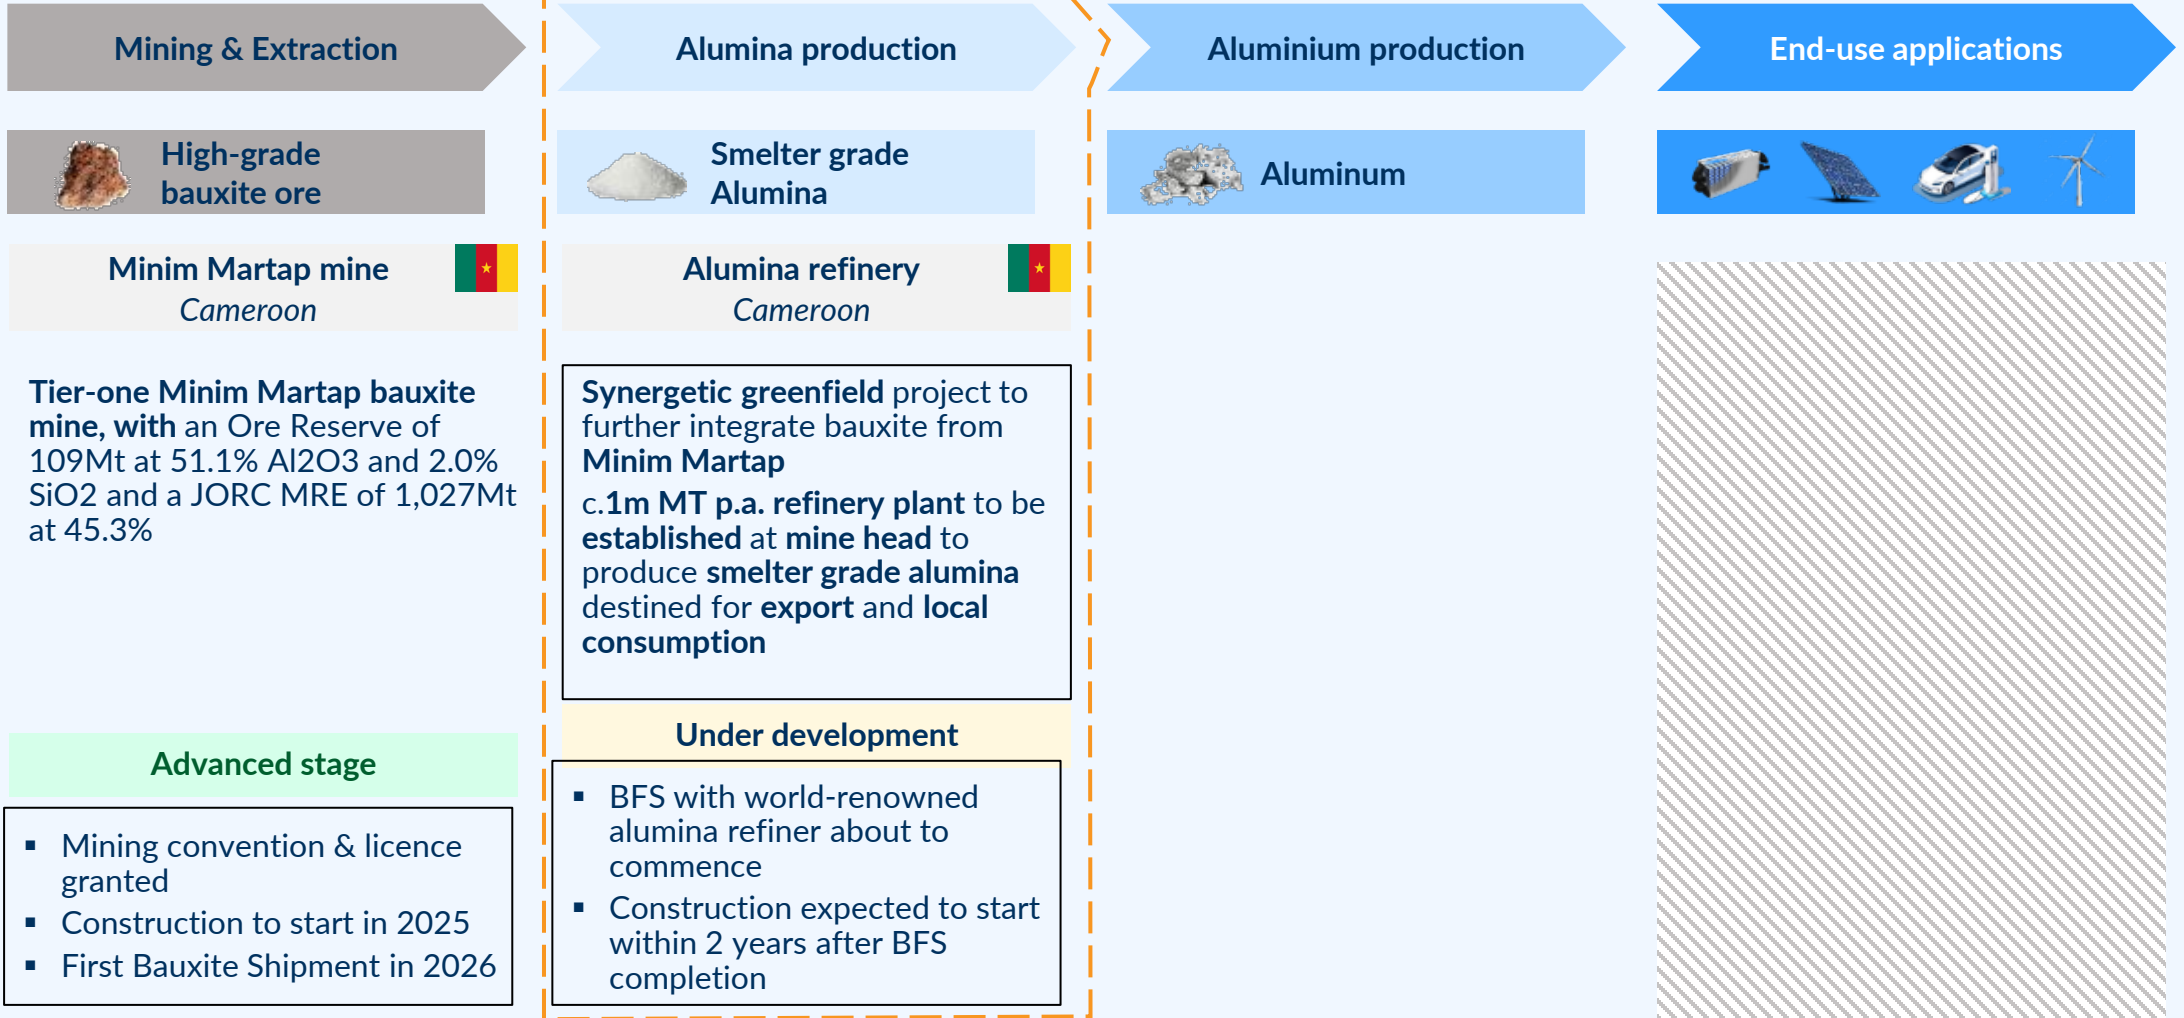 Mining & Extraction
Alumina production
Aluminium production
End-use applications
High-grade
bauxite ore
Smelter grade
Alumina
Aluminum
Minim Martap mine
Cameroon
Alumina refinery
Cameroon
Tier-one Minim Martap bauxite
mine, with an Ore Reserve of
109Mt at 51.1% Al2O3 and 2.0%
SiO2 and a JORC MRE of 1,027Mt
at 45.3%
Synergetic greenfield project to
further integrate bauxite from
Minim Martap
c.1m MT p.a. refinery plant to be
established at mine head to
produce smelter grade alumina
destined for export and local
consumption
Advanced stage
▪ Mining convention & licence
granted
▪ Construction to start in 2025
▪ First Bauxite Shipment in 2026
Under development
▪ BFS with world-renowned
alumina refiner about to
commence
▪ Construction expected to start
within 2 years after BFS
completion